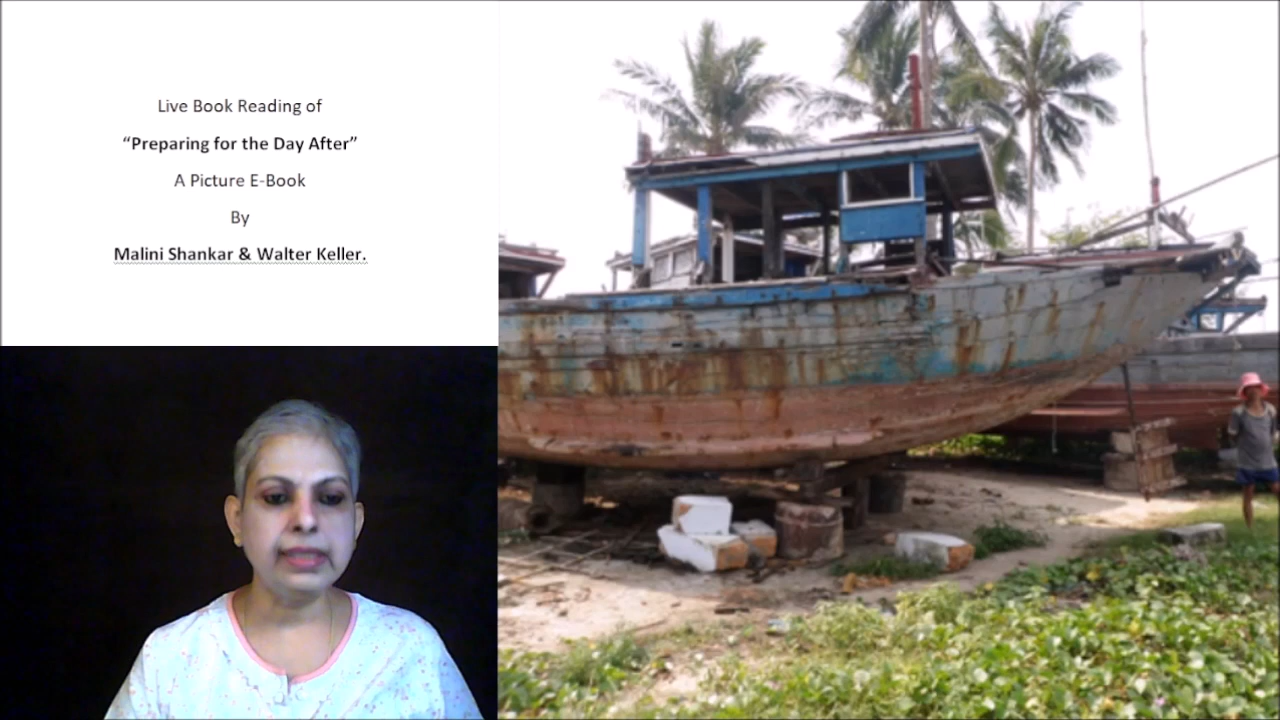 Live Book Reading of
“Preparing for the Day After”
A Picture E-Book
By
Malini Shankar & Walter Keller.